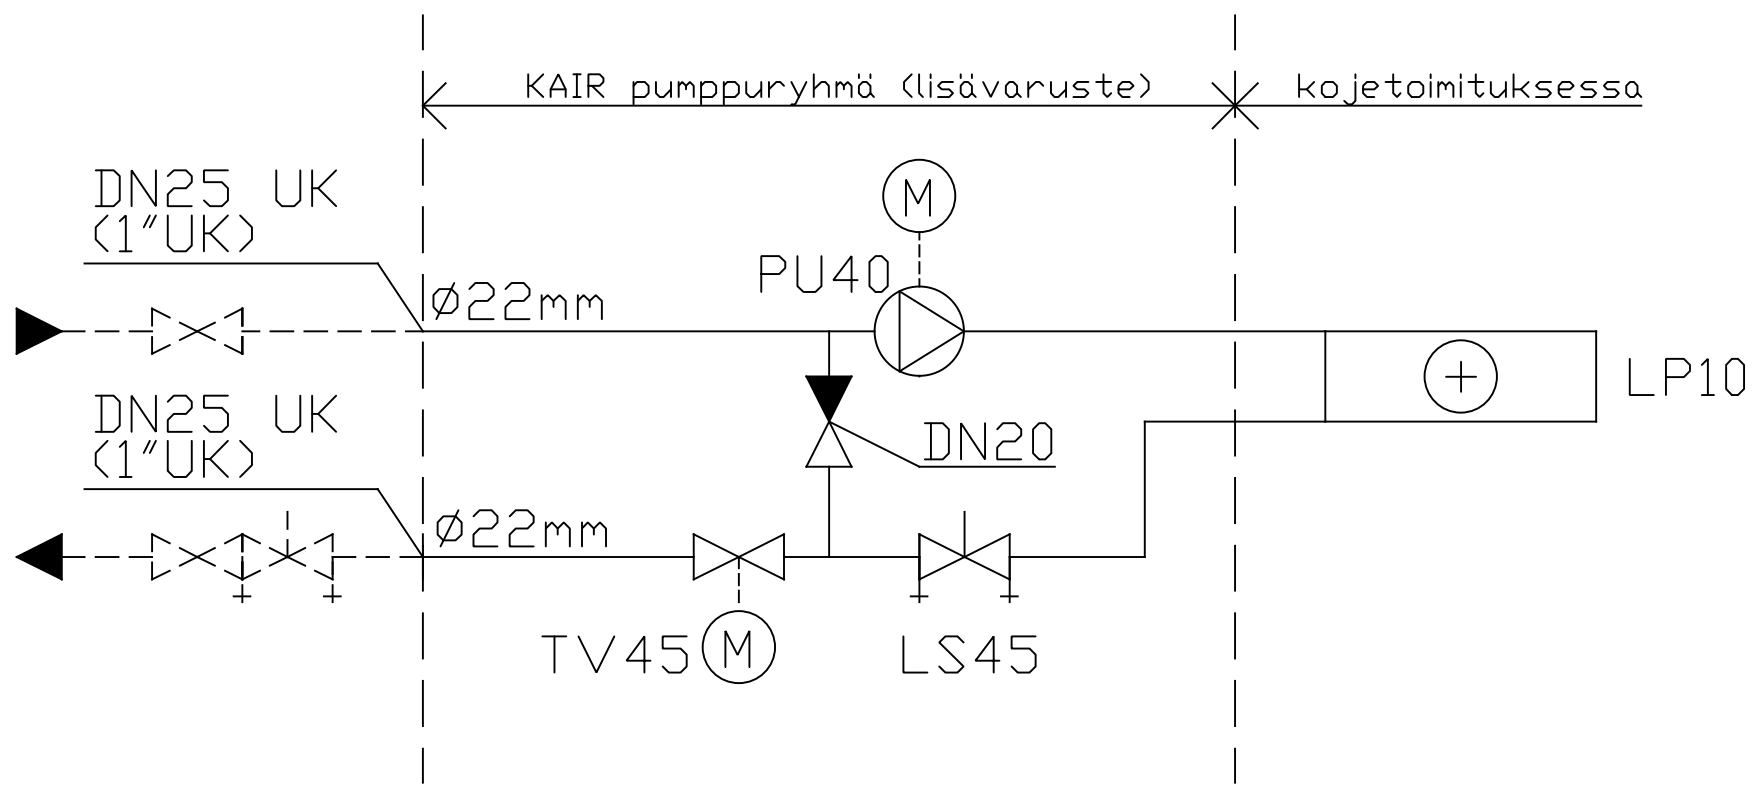 KAIR pumppuryhmä (lisävaruste)
kojetoimituksessa
M
DN25 UK
(1"UK)
PU40
Ø22mm
LP10
DN25 UK
(1"UK)
DN20
Ø22mm
TV45
M
LS45